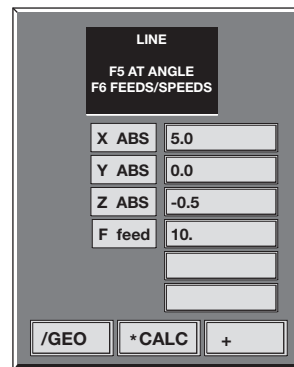 LINE
F5 AT ANGLE
F6 FEEDS/SPEEDS
X ABS 5.0
Y ABS 0.0
Z ABS -0.5
F feed 10.
/GEO *CALC +